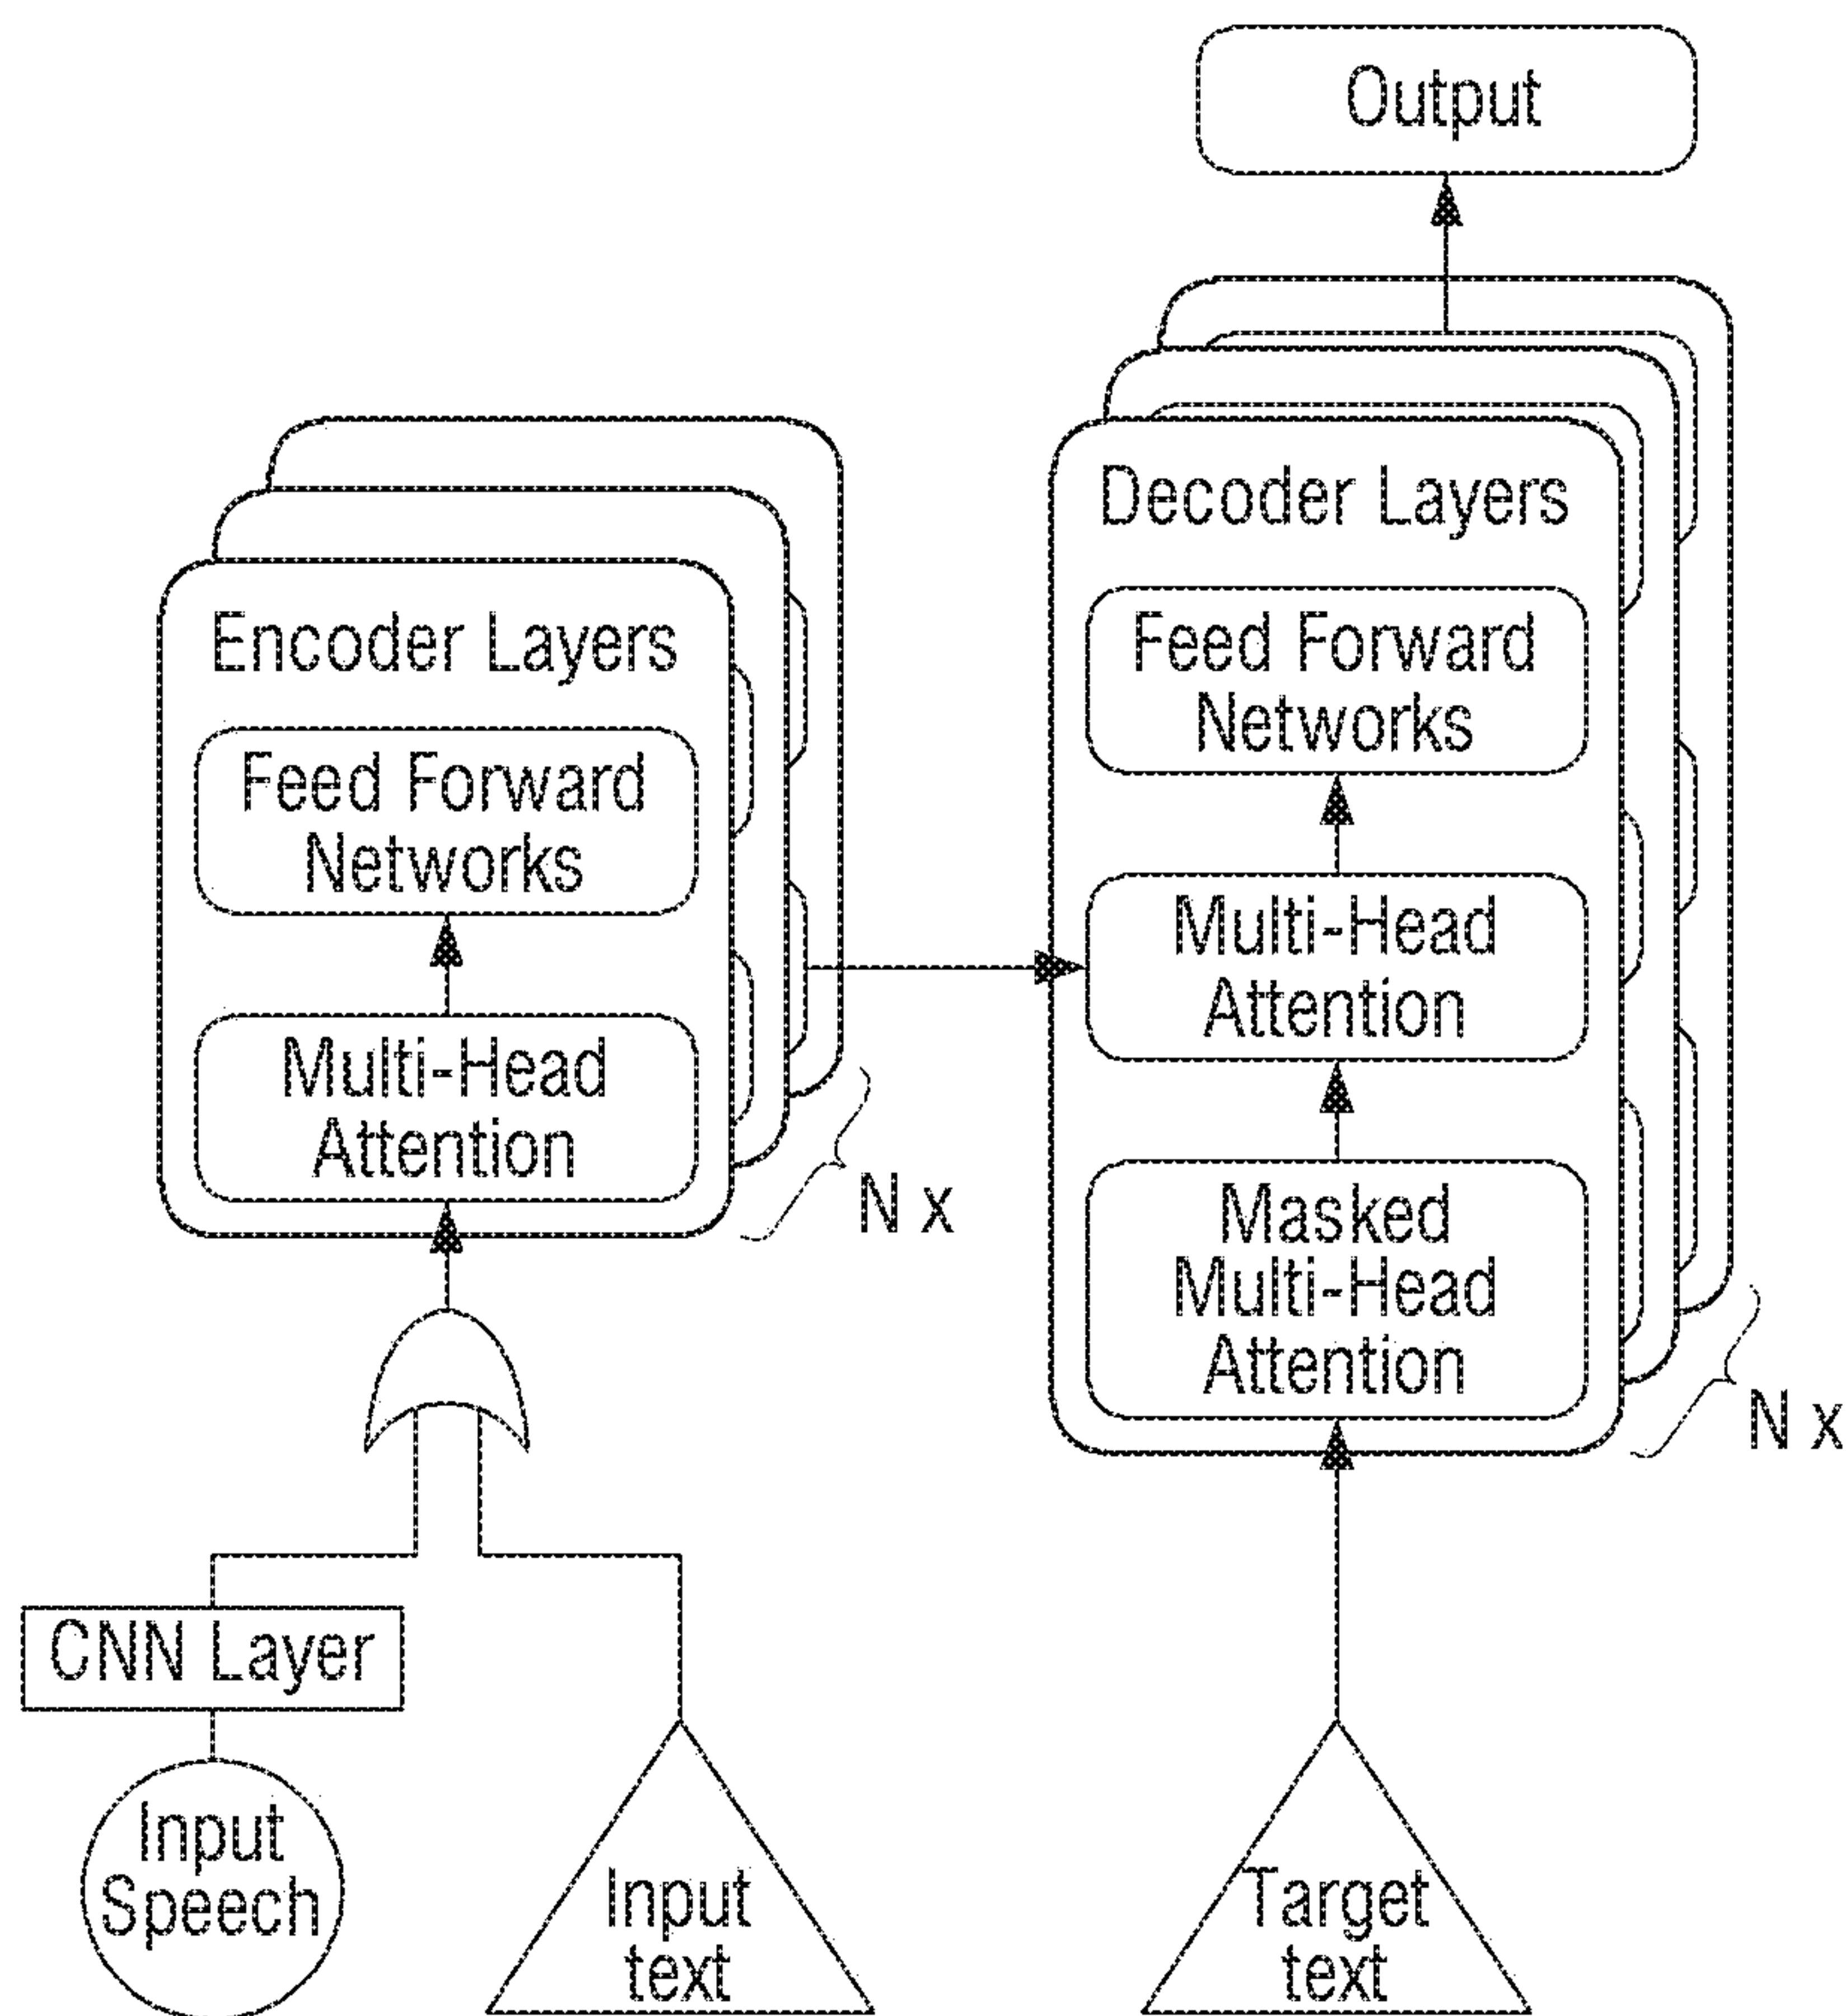 Output
Decoder Layers
Feed Forward
Networks
Multi-Head
Attention
Masked
Multi-Head
Attention
N x
Encoder Layers
Feed Forward
Networks
Multi-Head
Attention
N x
CNN Layer
Input
Speech
Input
text
Target
text